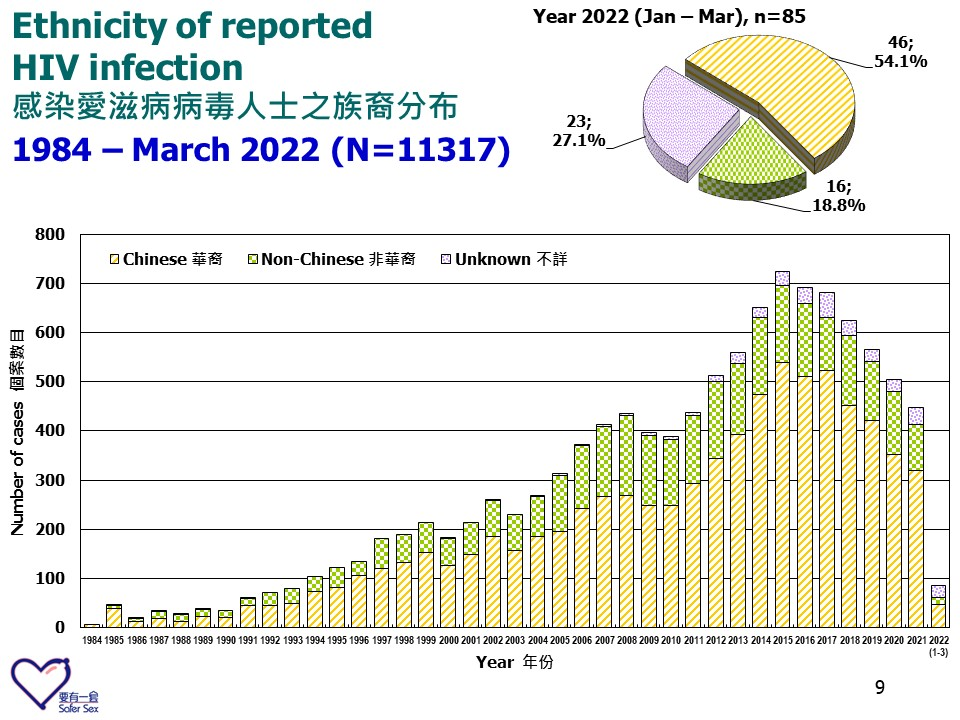 Ethnicity of reported
HIV infection
感染愛滋病病毒人士之族裔分布
1984 – March 2022 (N=11317)
Year 2022 (Jan – Mar), n=85
46;
54.1%
23;
27.1%
16;
18.8%
Number of cases 個案數目
800
700
600
500
400
300
200
100
0
Chinese 華裔 Non-Chinese 非華裔 Unknown 不詳
1984 1985 1986 1987 1988 1989 1990 1991 1992 1993 1994 1995 1996 1997 1998 1999 2000 2001 2002 2003 2004 2005 2006 2007 2008 2009 2010 2011 2012 2013 2014 2015 2016 2017 2018 2019 2020 2021 2022
(1-3)
Year 年份
要有一套
Safer Sex
9